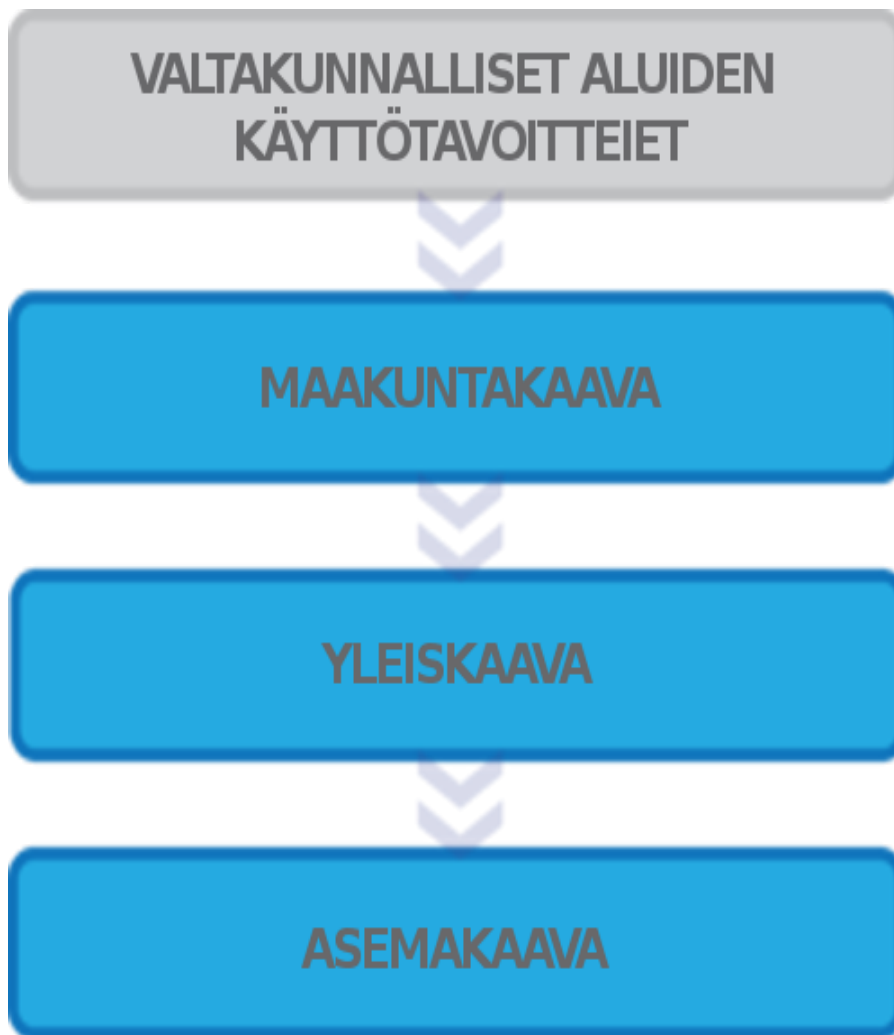 VALTAKUNNALLISET ALUIDEN
KÄYTTÖTAVOITTEIET
MAAKUNTAKAAVA
YLEISKAAVA
ASEMAKAAVA